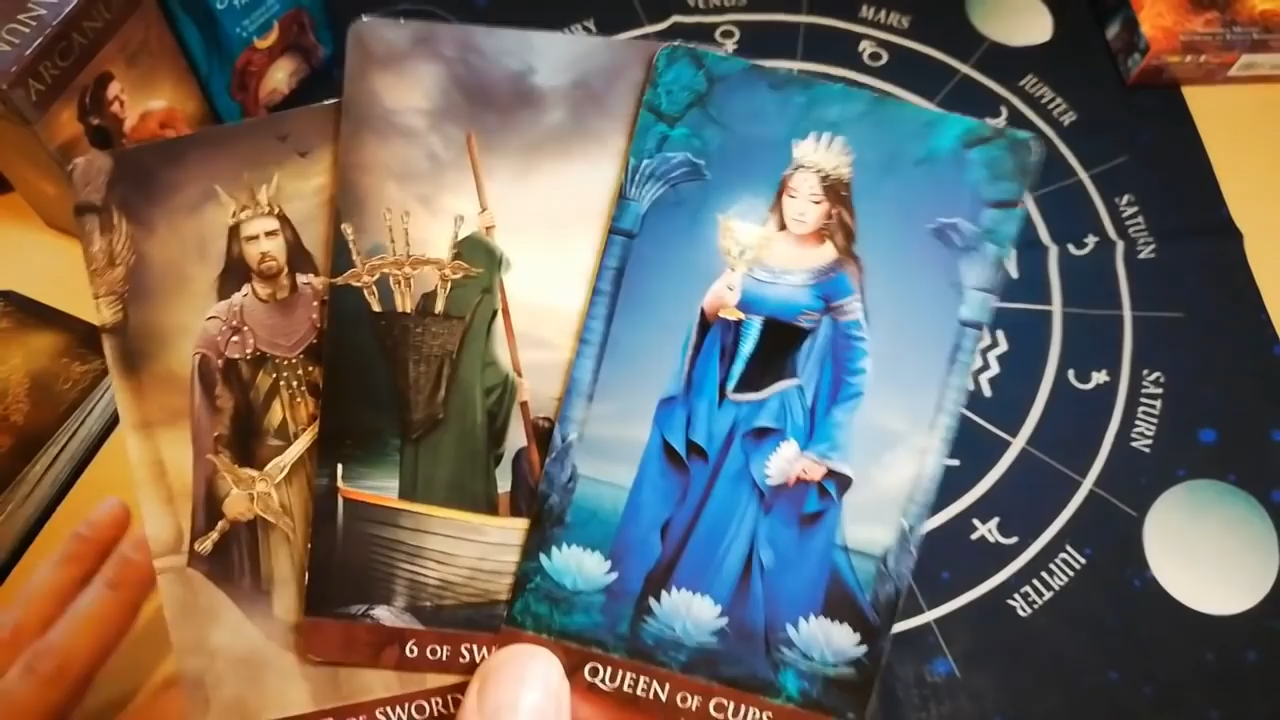 ARCANU
VENUS
MARS
JUPITER
SATURN
SATURN
JUPITER
6 OF SW
QUEEN OF CUPS
OF SWORD